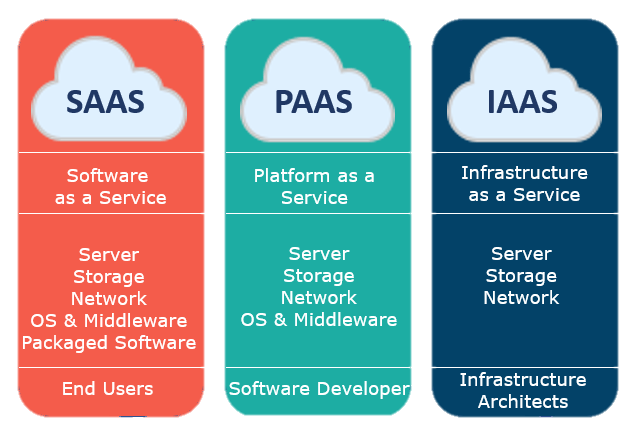 SAAS
Software
as a Service
Server
Storage
Network
OS & Middleware
Packaged Software
End Users
PAAS
Platform as a
Service
Server
Storage
Network
OS & Middleware
Software Developer
IAAS
Infrastructure
as a Service
Server
Storage
Network
Infrastructure
Architects